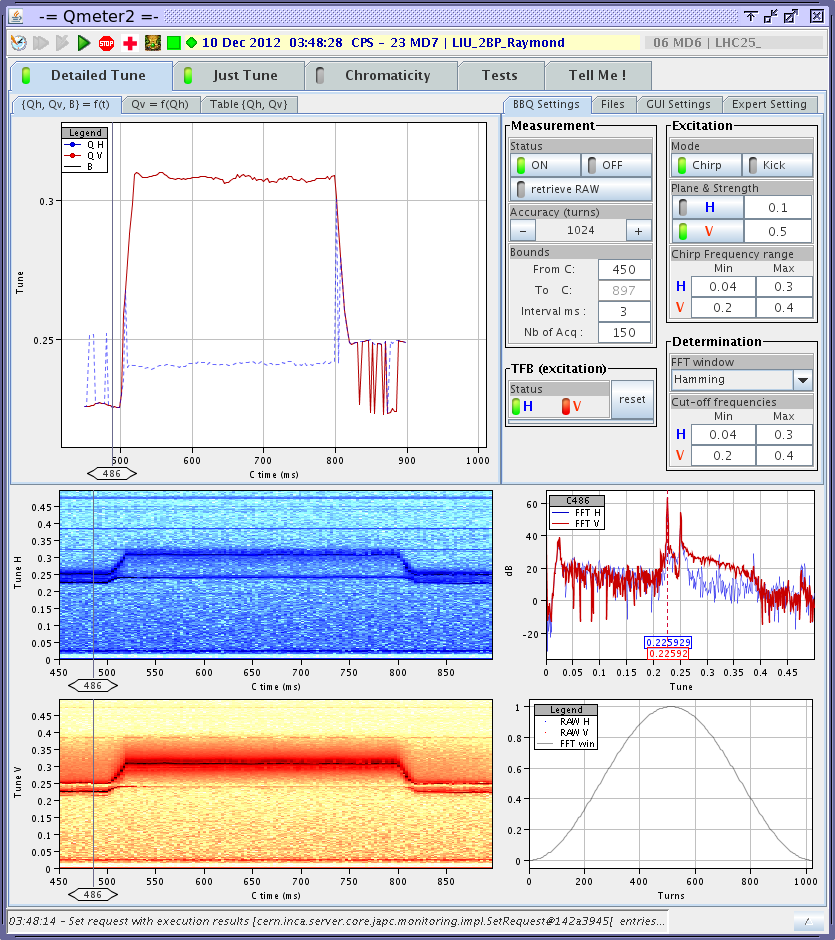 -= Qmeter2 =-
STOP 10 Dec 2012 03:48:28 CPS - 23 MD7 | LIU_2BP_Raymond 06 MD6 | LHC25_
Detailed Tune Just Tune Chromaticity Tests Tell Me !
{Qh, Qv, B} = f(t) Qv = f(Qh) Table {Qh, Qv}
Legend
Q H
Q V
B
Tune
0.3
0.25
500 600 700 800 900 1000
486
C time (ms)
BBQ Settings Files GUI Settings Expert Setting
Measurement
Status
ON OFF
retrieve RAW
Accuracy (turns)
− 1024 +
Bounds
From C: 450
To C: 897
Interval ms : 3
Nb of Acq : 150
TFB (excitation)
Status
H V reset
Excitation
Mode
Chirp Kick
Plane & Strength
H 0.1
V 0.5
Chirp Frequency range
Min Max
H 0.04 0.3
V 0.2 0.4
Determination
FFT window
Hamming
Cut-off frequencies
Min Max
H 0.04 0.3
V 0.2 0.4
Tune H
0.45
0.4
0.35
0.3
0.25
0.2
0.15
0.1
0.05
0
450 500 550 600 650 700 750 800 850
486
C time (ms)
C486
FFT H
FFT V
dB
60
40
20
0
-20
0.225929
0.22592
0 0.05 0.1 0.15 0.2 0.25 0.3 0.35 0.4 0.45
Tune
Tune V
0.45
0.4
0.35
0.3
0.25
0.2
0.15
0.1
0.05
0
450 500 550 600 650 700 750 800 850
486
C time (ms)
Legend
RAW H
RAW V
FFT win
1
0.8
0.6
0.4
0.2
0
0 200 400 600 800 1000
Turns
03:48:14 - Set request with execution results [cern.inca.server.core.japc.monitoring.impl.SetRequest@142a3945[ entries...